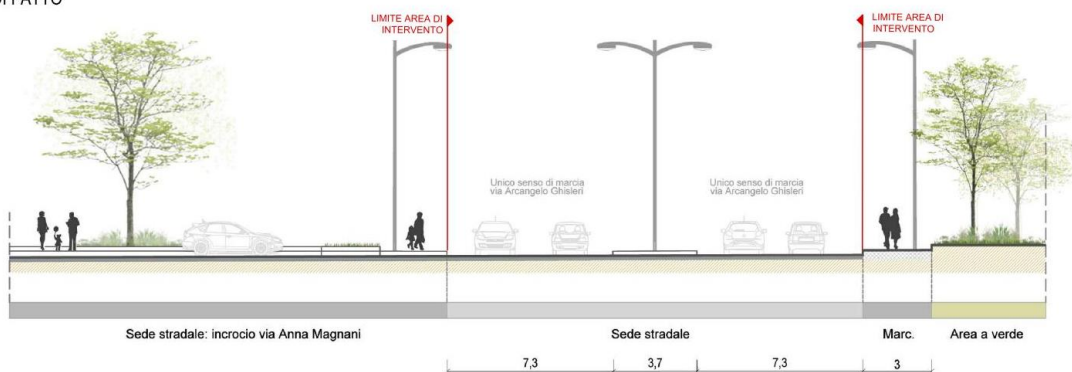 LIMITE AREA DI
INTERVENTO
LIMITE AREA DI
INTERVENTO
Unico senso di marcia
via Arcangelo Ghisleri
Unico senso di marcia
via Arcangelo Ghisleri
Sede stradale: incrocio via Anna Magnani
Sede stradale
Marc.
Area a verde
7,3
3,7
7,3
3